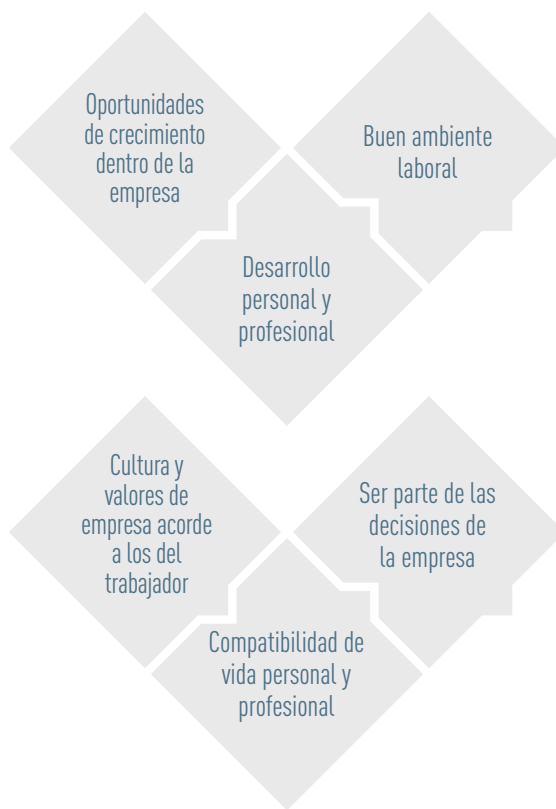 Oportunidades
de crecimiento
dentro de la
empresa
Buen ambiente
laboral
Desarrollo
personal y
profesional
Cultura y
valores de
empresa acorde
a los del
trabajador
Ser parte de las
decisiones de
la empresa
Compatibilidad de
vida personal y
profesional